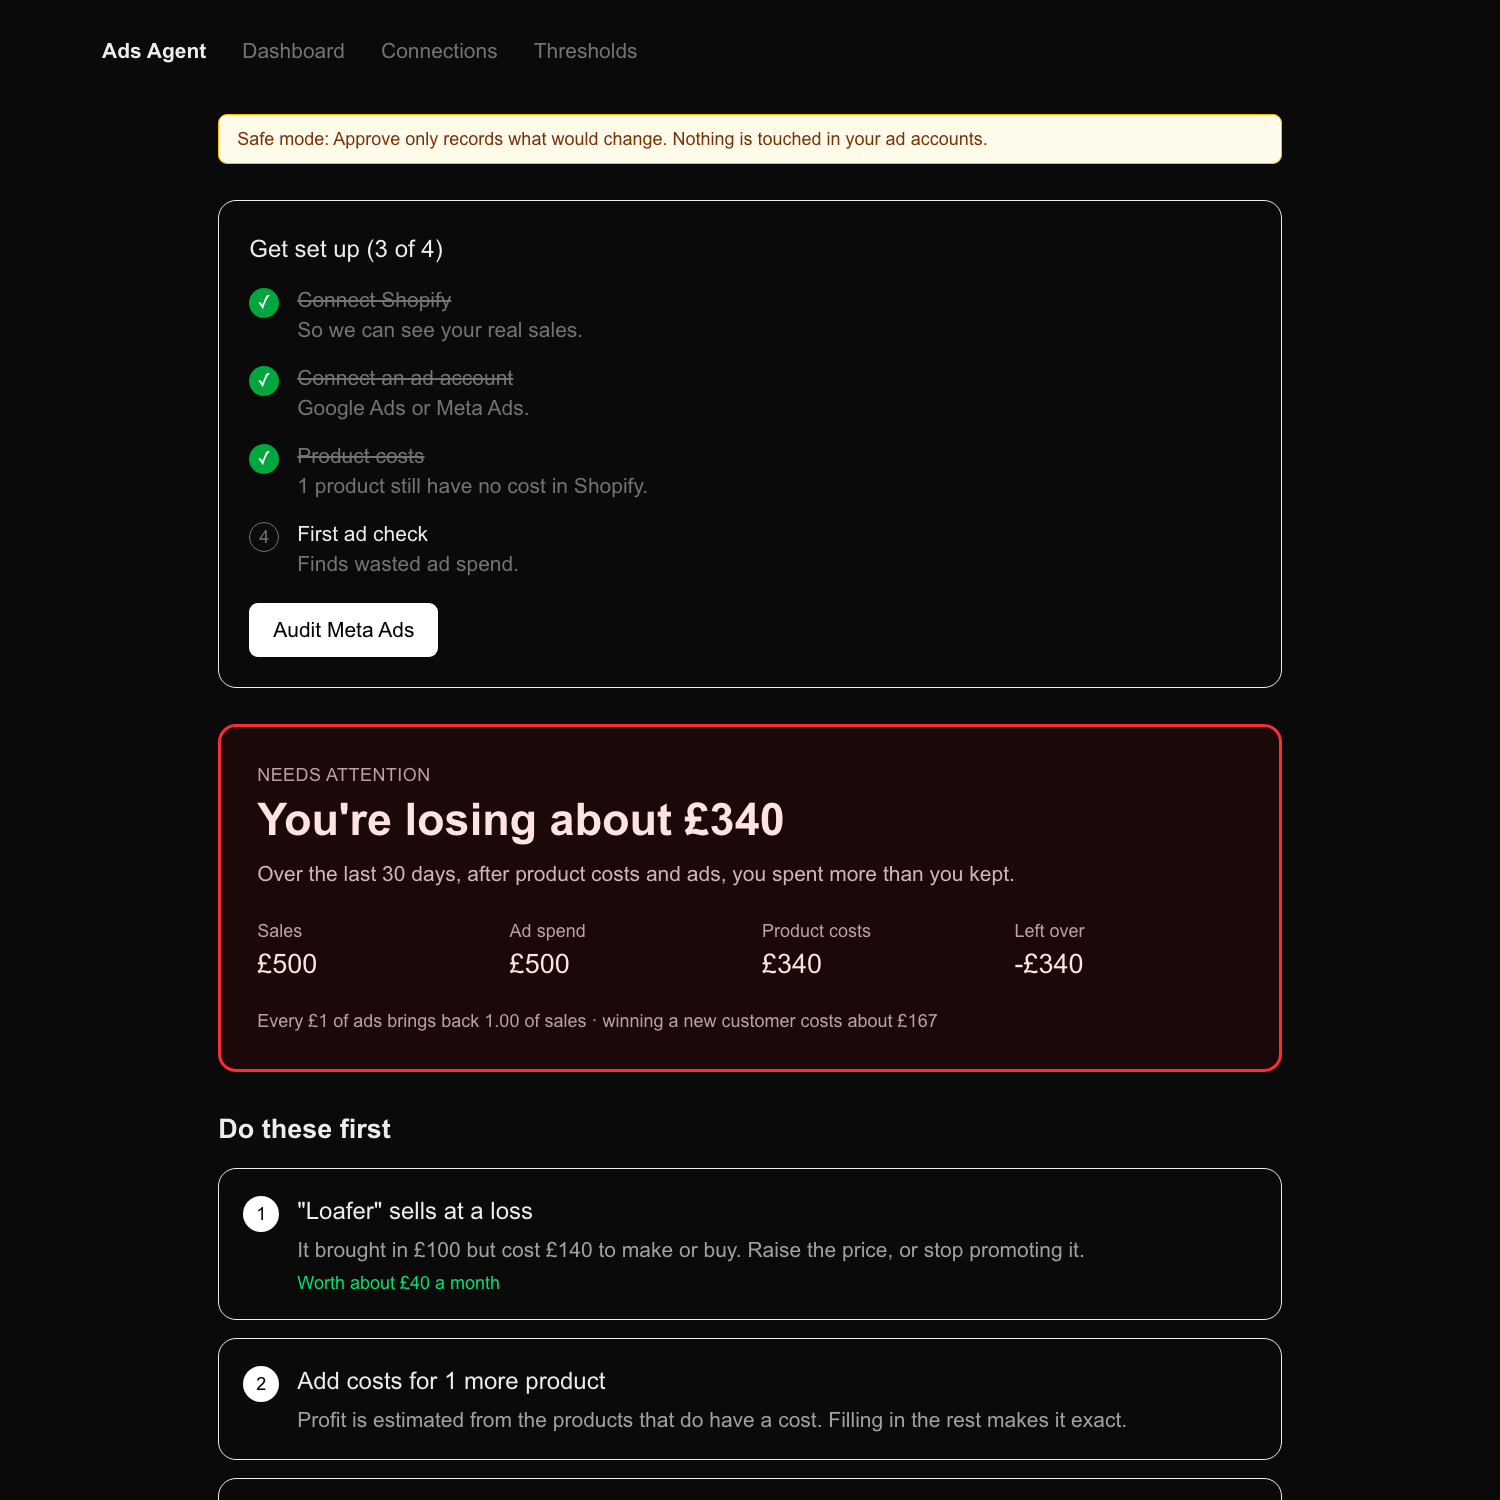 Ads Agent Dashboard Connections Thresholds
Safe mode: Approve only records what would change. Nothing is touched in your ad accounts.
Get set up (3 of 4)
✓ Connect Shopify
So we can see your real sales.
✓ Connect an ad account
Google Ads or Meta Ads.
✓ Product costs
1 product still have no cost in Shopify.
4 First ad check
Finds wasted ad spend.
Audit Meta Ads
NEEDS ATTENTION
You're losing about £340
Over the last 30 days, after product costs and ads, you spent more than you kept.
Sales Ad spend Product costs Left over
£500 £500 £340 -£340
Every £1 of ads brings back 1.00 of sales · winning a new customer costs about £167
Do these first
1 "Loafer" sells at a loss
It brought in £100 but cost £140 to make or buy. Raise the price, or stop promoting it.
Worth about £40 a month
2 Add costs for 1 more product
Profit is estimated from the products that do have a cost. Filling in the rest makes it exact.